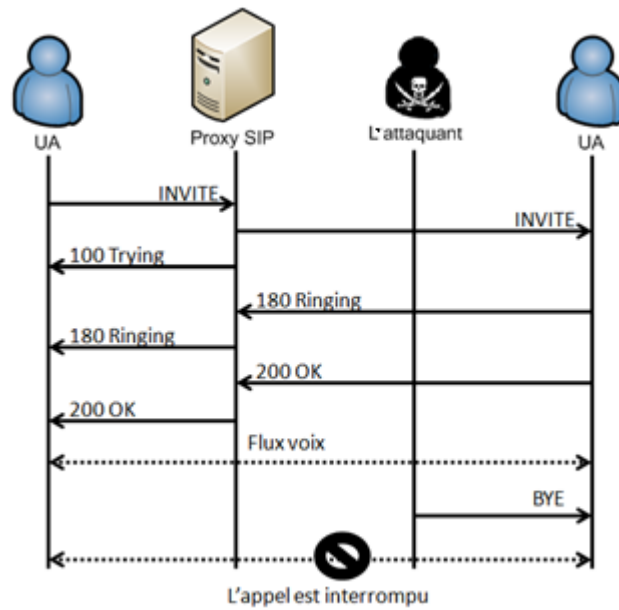 UA
Proxy SIP
L'attaquant
UA
INVITE
INVITE
100 Trying
180 Ringing
180 Ringing
200 OK
200 OK
Flux voix
BYE
L'appel est interrompu